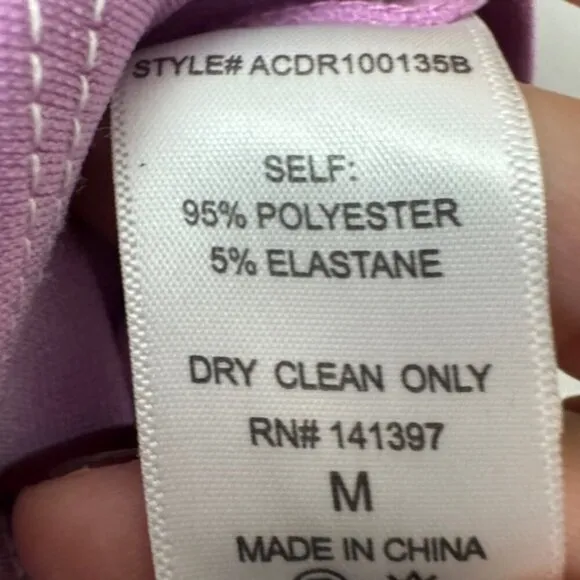 STYLE# ACDR100135B
SELF:
95% POLYESTER
5% ELASTANE
DRY CLEAN ONLY
RN# 141397
M
MADE IN CHINA